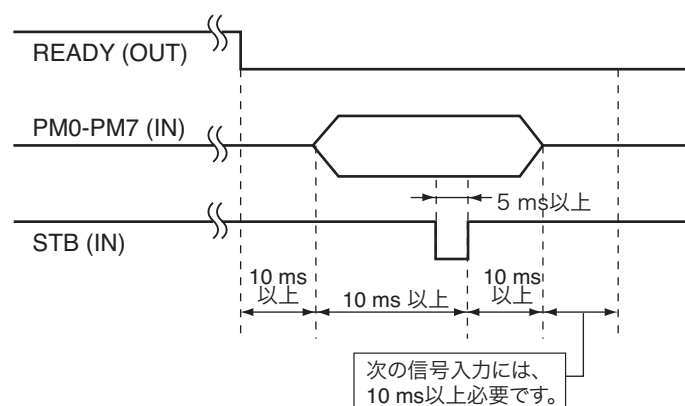 READY (OUT)
PM0-PM7 (IN)
5 ms以上
STB (IN)
10 ms
以上
10 ms 以上
10 ms
以上
次の信号入力には、
10 ms以上必要です。